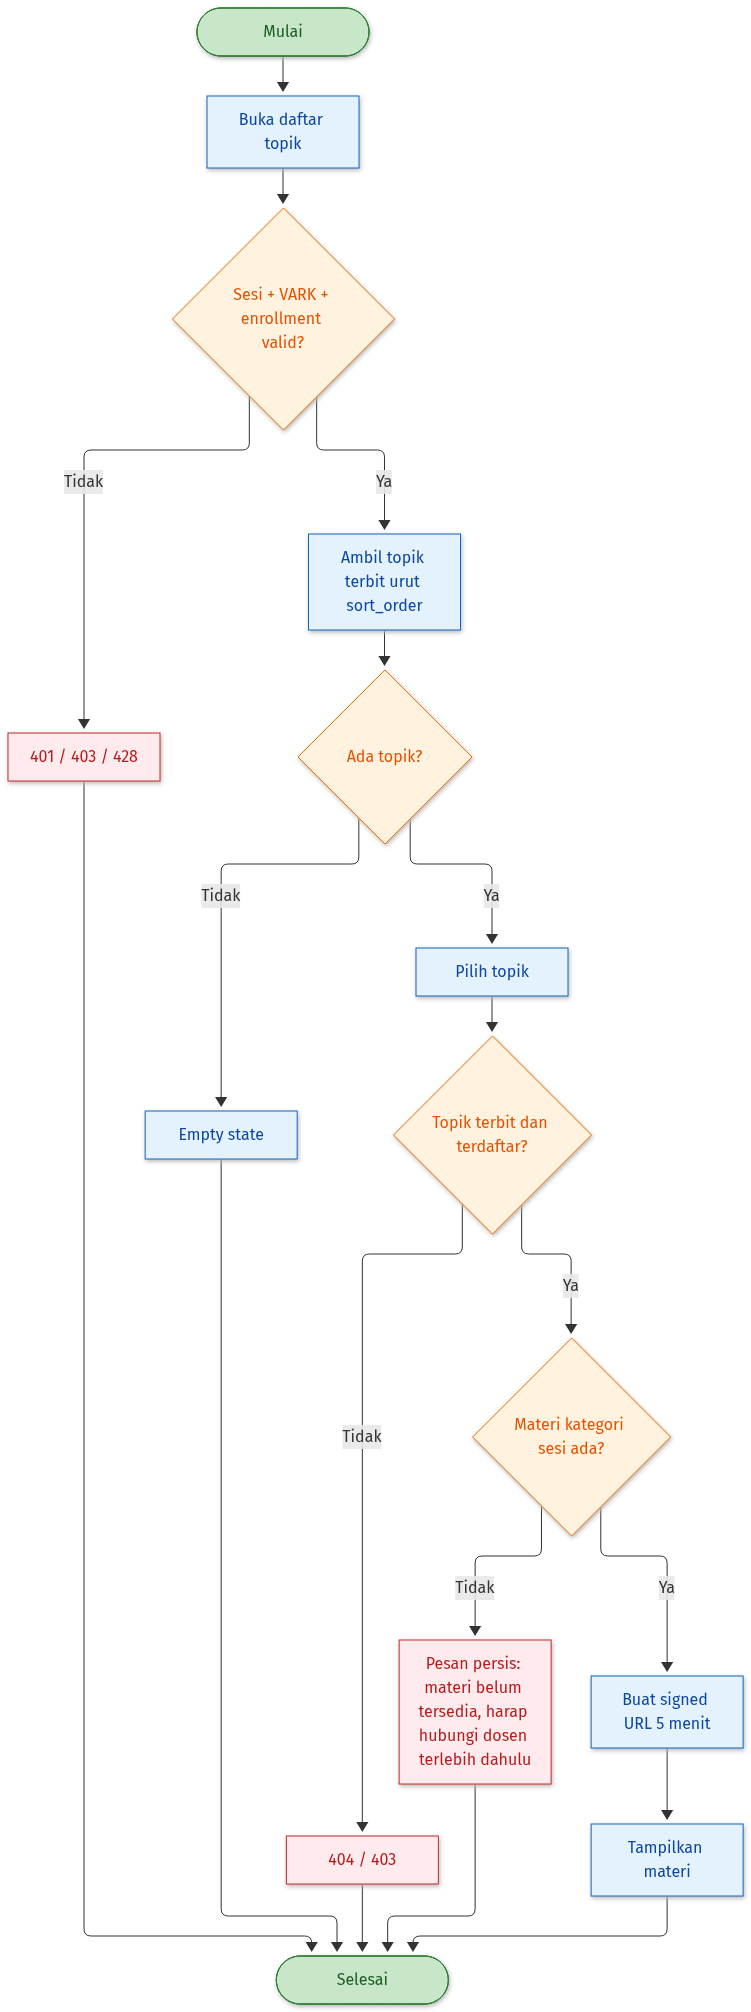 Mulai
Buka daftar
topik
Sesi + VARK +
enrollment
valid?
Tidak
Ya
Ambil topik
terbit urut
sort_order
401 / 403 / 428
Ada topik?
Tidak
Ya
Pilih topik
Empty state
Topik terbit dan
terdaftar?
Ya
Tidak
Materi kategori
sesi ada?
Tidak
Ya
Pesan persis:
materi belum
tersedia, harap
hubungi dosen
terlebih dahulu
Buat signed
URL 5 menit
404 / 403
Tampilkan
materi
Selesai